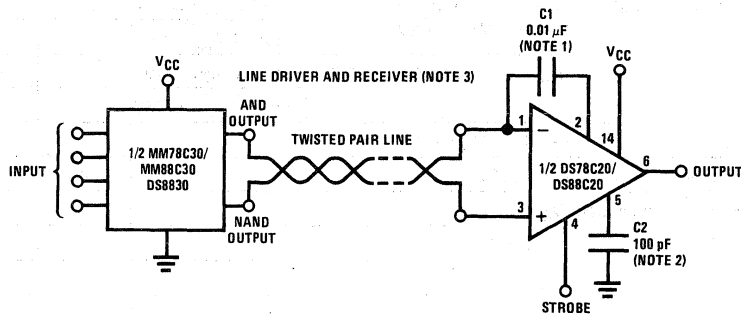 C1
0.01 µF
(NOTE 1)
VCC
VCC
LINE DRIVER AND RECEIVER (NOTE 3)
AND
OUTPUT
TWISTED PAIR LINE
1
2
14
INPUT
1/2 MM78C30/
MM88C30
DS8830
−
1/2 DS78C20/
DS88C20
6
OUTPUT
3
+
4
5
NAND
OUTPUT
C2
100 pF
(NOTE 2)
STROBE